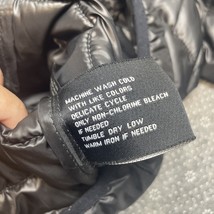 MACHINE WASH COLD
WITH LIKE COLORS
DELICATE CYCLE
ONLY NON-CHLORINE BLEACH
IF NEEDED
TUMBLE DRY LOW
WARM IRON IF NEEDED